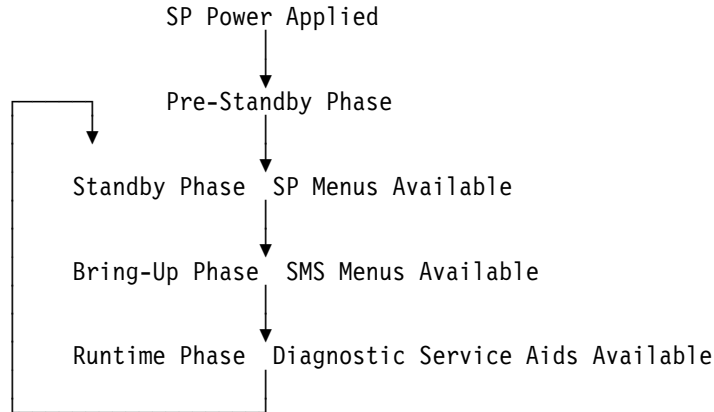 SP Power Applied
Pre-Standby Phase
Standby Phase SP Menus Available
Bring-Up Phase SMS Menus Available
Runtime Phase Diagnostic Service Aids Available